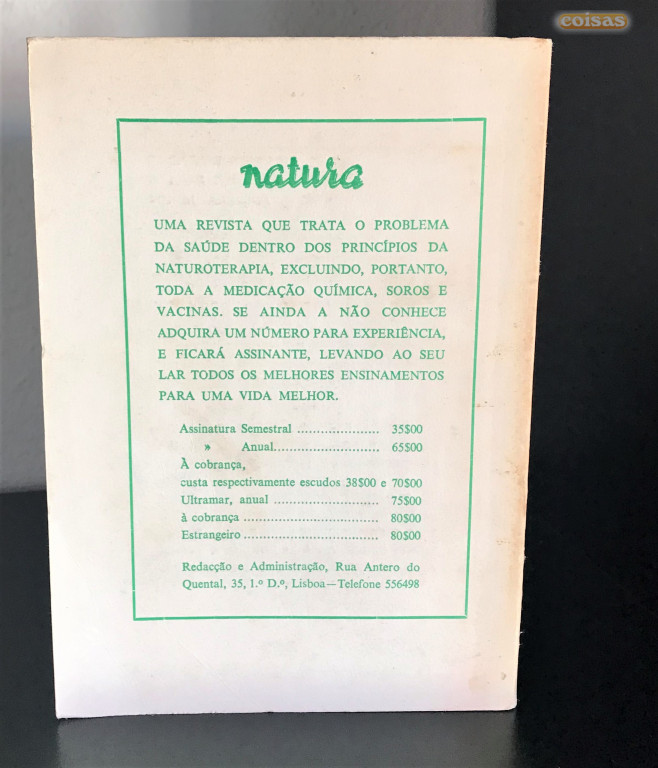 eoisas
natura
UMA REVISTA QUE TRATA O PROBLEMA
DA SAÚDE DENTRO DOS PRINCÍPIOS DA
NATUROTERAPIA, EXCLUINDO, PORTANTO,
TODA A MEDICAÇÃO QUÍMICA, SOROS E
VACINAS. SE AINDA A NÃO CONHECE
ADQUIRA UM NÚMERO PARA EXPERIÊNCIA,
E FICARÁ ASSINANTE, LEVANDO AO SEU
LAR TODOS OS MELHORES ENSINAMENTOS
PARA UMA VIDA MELHOR.
Assinatura Semestral ..................... 35$00
» Anual........................... 65$00
À cobrança,
custa respectivamente escudos 38$00 e 70$00
Ultramar, anual ........................... 75$00
à cobrança .................................. 80$00
Estrangeiro .................................. 80$00
Redacção e Administração, Rua Antero do
Quental, 35, 1.º D.º, Lisboa—Telefone 556498